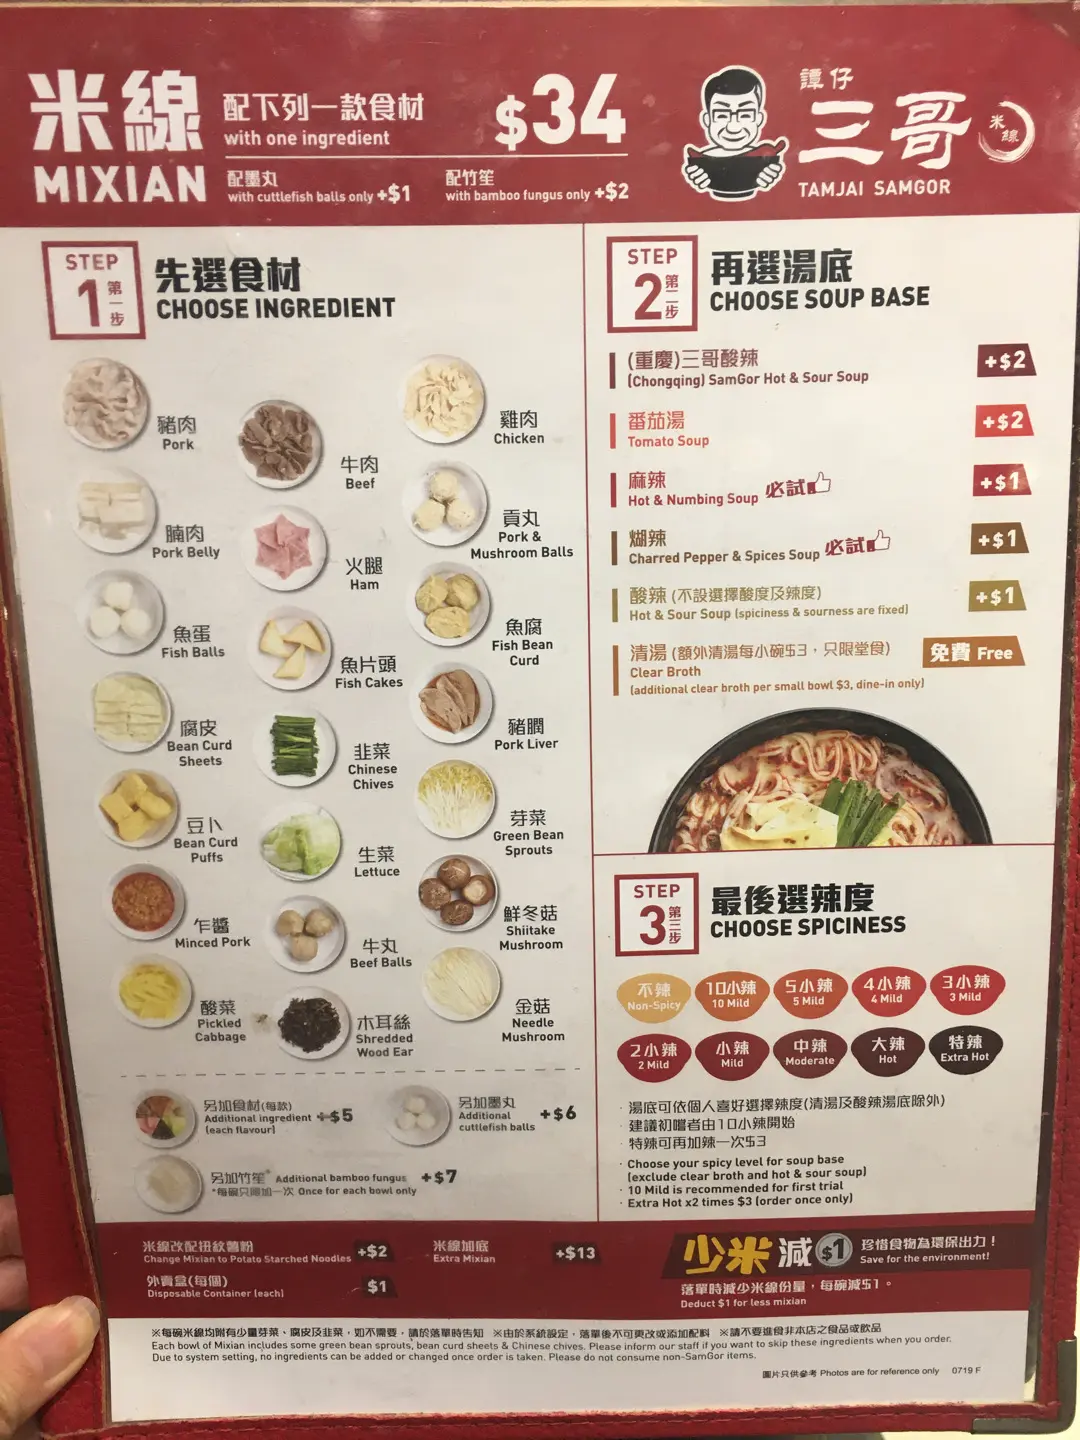 米線
MIXIAN
配下列一款食材
with one ingredient
$34
配墨丸
with cuttlefish balls only +$1
配竹笙
with bamboo fungus only +$2
譚仔
三哥
米線
TAMJAI SAMGOR
STEP
1
第一步
先選食材
CHOOSE INGREDIENT
豬肉
Pork
牛肉
Beef
雞肉
Chicken
腩肉
Pork Belly
火腿
Ham
貢丸
Pork &
Mushroom Balls
魚蛋
Fish Balls
魚片頭
Fish Cakes
魚腐
Fish Bean
Curd
腐皮
Bean Curd
Sheets
韭菜
Chinese
Chives
豬膶
Pork Liver
豆卜
Bean Curd
Puffs
生菜
Lettuce
芽菜
Green Bean
Sprouts
乍醬
Minced Pork
牛丸
Beef Balls
鮮冬菇
Shiitake
Mushroom
酸菜
Pickled
Cabbage
木耳絲
Shredded
Wood Ear
金菇
Needle
Mushroom
另加食材(每款)
Additional ingredient +$5
(each flavour)
另加墨丸
Additional
cuttlefish balls
+$6
另加竹笙* Additional bamboo fungus +$7
*每碗只限加一次 Once for each bowl only
STEP
2
第二步
再選湯底
CHOOSE SOUP BASE
(重慶)三哥酸辣
(Chongqing) SamGor Hot & Sour Soup
+$2
番茄湯
Tomato Soup
+$2
麻辣
Hot & Numbing Soup 必試
+$1
煳辣
Charred Pepper & Spices Soup 必試
+$1
酸辣 (不設選擇酸度及辣度)
Hot & Sour Soup (spiciness & sourness are fixed)
+$1
清湯 (額外清湯每小碗$3，只限堂食)
Clear Broth
(additional clear broth per small bowl $3, dine-in only)
免費 Free
STEP
3
第三步
最後選辣度
CHOOSE SPICINESS
不辣
Non-Spicy
10小辣
10 Mild
5小辣
5 Mild
4小辣
4 Mild
3小辣
3 Mild
2小辣
2 Mild
小辣
Mild
中辣
Moderate
大辣
Hot
特辣
Extra Hot
· 湯底可依個人喜好選擇辣度(清湯及酸辣湯底除外)
· 建議初嚐者由10小辣開始
· 特辣可再加辣一次$3
· Choose your spicy level for soup base
(exclude clear broth and hot & sour soup)
· 10 Mild is recommended for first trial
· Extra Hot x2 times $3 (order once only)
米線改配扭紋薯粉
Change Mixian to Potato Starched Noodles
+$2
米線加底
Extra Mixian
+$13
外賣盒(每個)
Disposable Container (each)
$1
少米減$1
珍惜食物為環保出力！
Save for the environment!
落單時減少米線份量，每碗減$1。
Deduct $1 for less mixian
※每碗米線均附有少量芽菜、腐皮及韭菜，如不需要，請於落單時告知 ※由於系統設定，落單後不可更改或添加配料 ※請不要進食非本店之食品或飲品
Each bowl of Mixian includes some green bean sprouts, bean curd sheets & Chinese chives. Please inform our staff if you want to skip these ingredients when you order.
Due to system setting, no ingredients can be added or changed once order is taken. Please do not consume non-SamGor items.
圖片只供參考 Photos are for reference only 0719 F